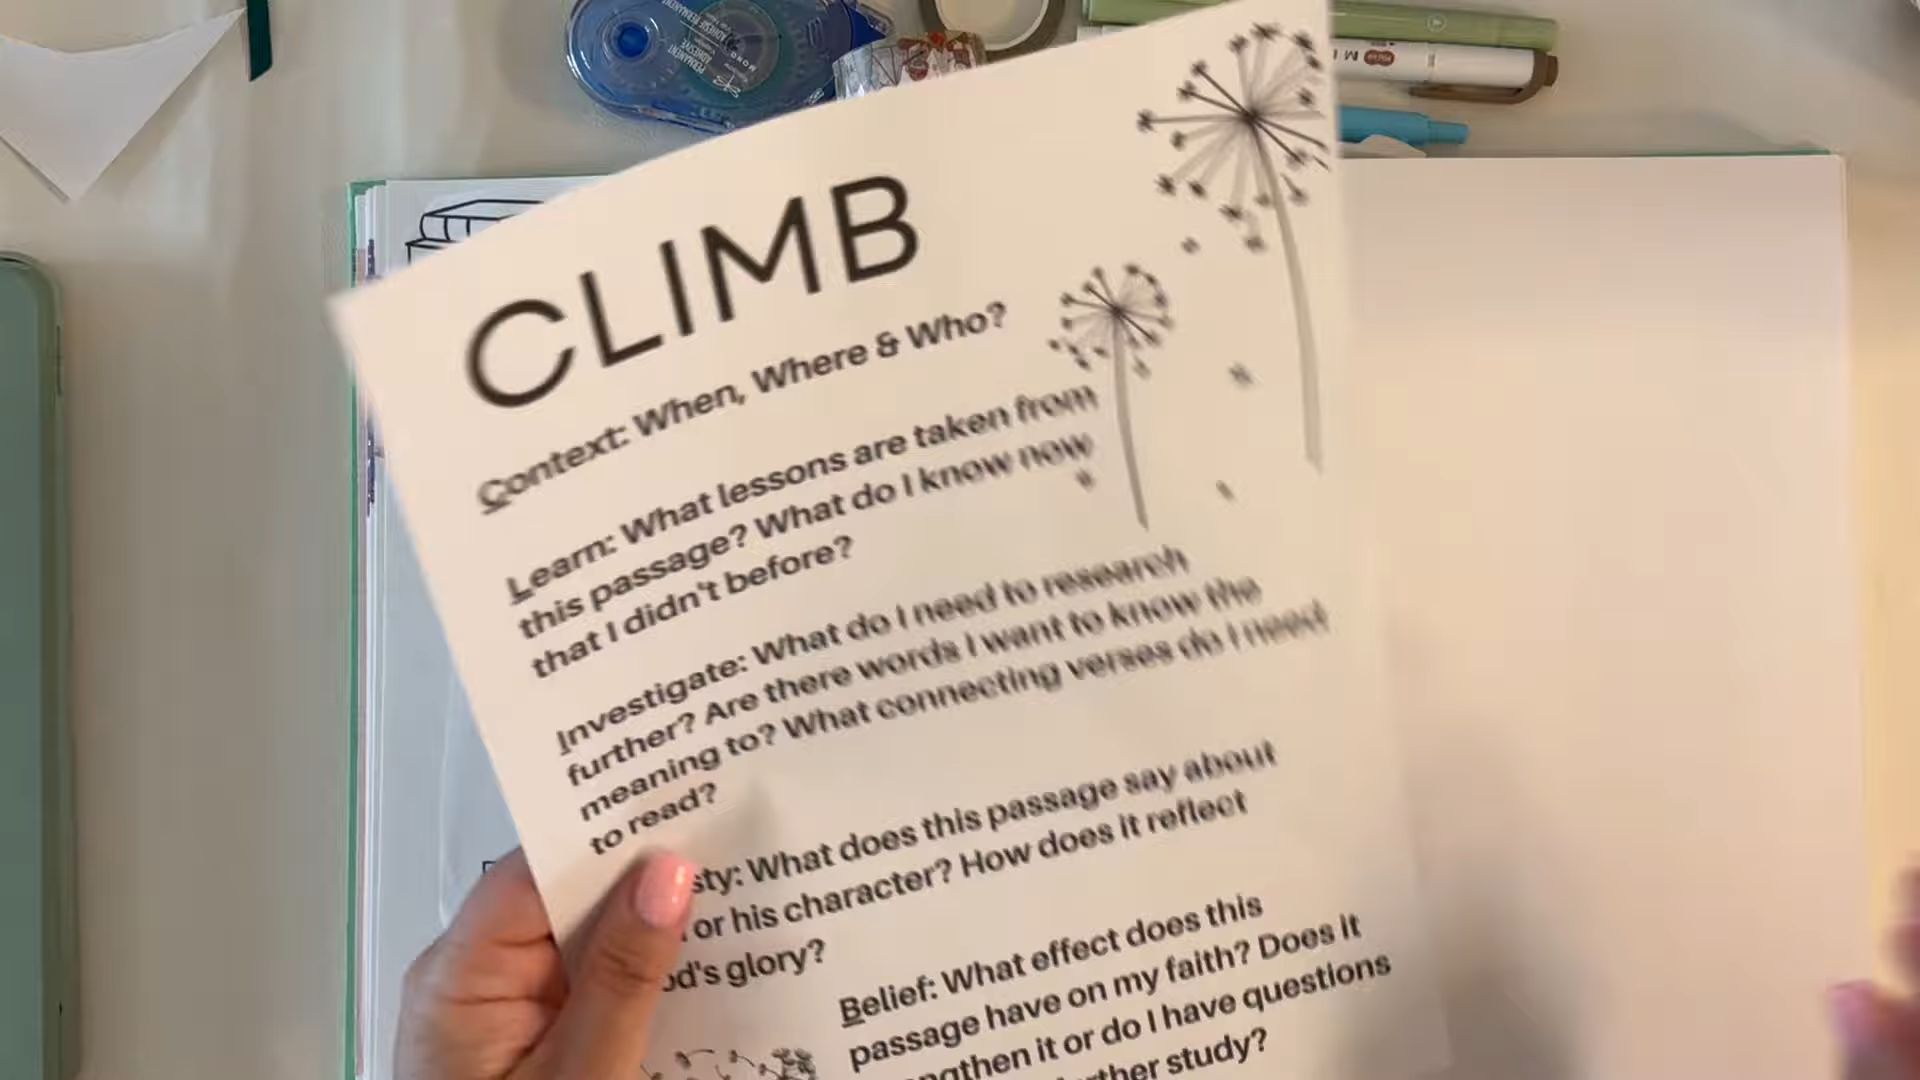 PERMANENT
ADHESIVE
MONO
CLIMB
Context: When, Where & Who?
Learn: What lessons are taken from
this passage? What do I know now
that I didn't before?
Investigate: What do I need to research
further? Are there words I want to know the
meaning to? What connecting verses do I need
to read?
sty: What does this passage say about
or his character? How does it reflect
od's glory?
Belief: What effect does this
passage have on my faith? Does it
ngthen it or do I have questions
rther study?